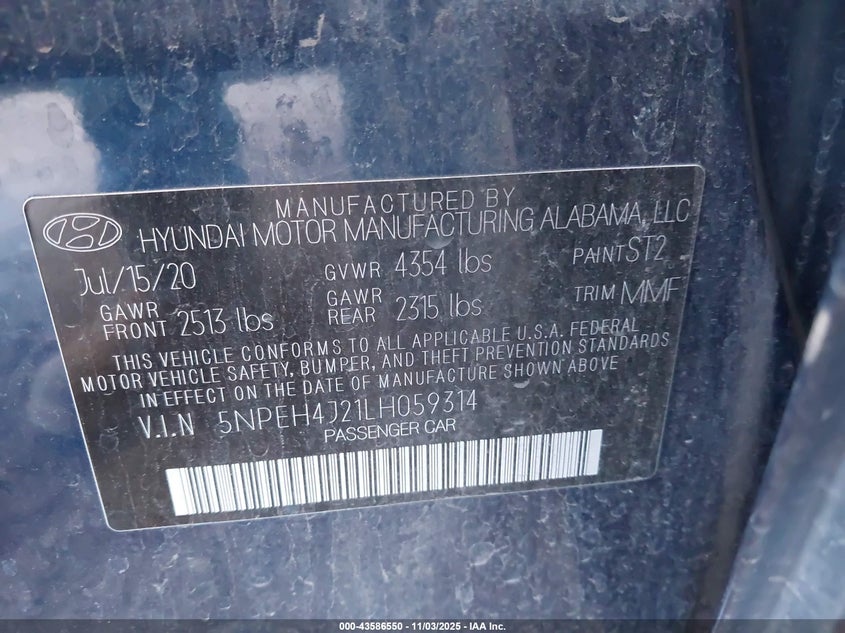 MANUFACTURED BY
HYUNDAI MOTOR MANUFACTURING ALABAMA, LLC
Jul/15/20 GVWR 4354 lbs PAINT ST2
GAWR FRONT 2513 lbs GAWR REAR 2315 lbs TRIM MMF
THIS VEHICLE CONFORMS TO ALL APPLICABLE U.S.A. FEDERAL
MOTOR VEHICLE SAFETY, BUMPER, AND THEFT PREVENTION STANDARDS
IN EFFECT ON THE DATE OF MANUFACTURE SHOWN ABOVE
V.I.N 5NPEH4J21LH059314
PASSENGER CAR
000-43586550 - 11/03/2025 - IAA Inc.